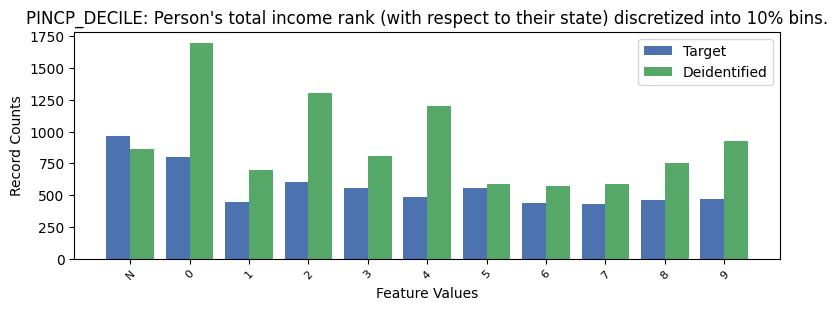 PINCP_DECILE: Person's total income rank (with respect to their state) discretized into 10% bins.
Target
Deidentified
Record Counts
1750
1500
1250
1000
750
500
250
0
N 0 1 2 3 4 5 6 7 8 9
Feature Values